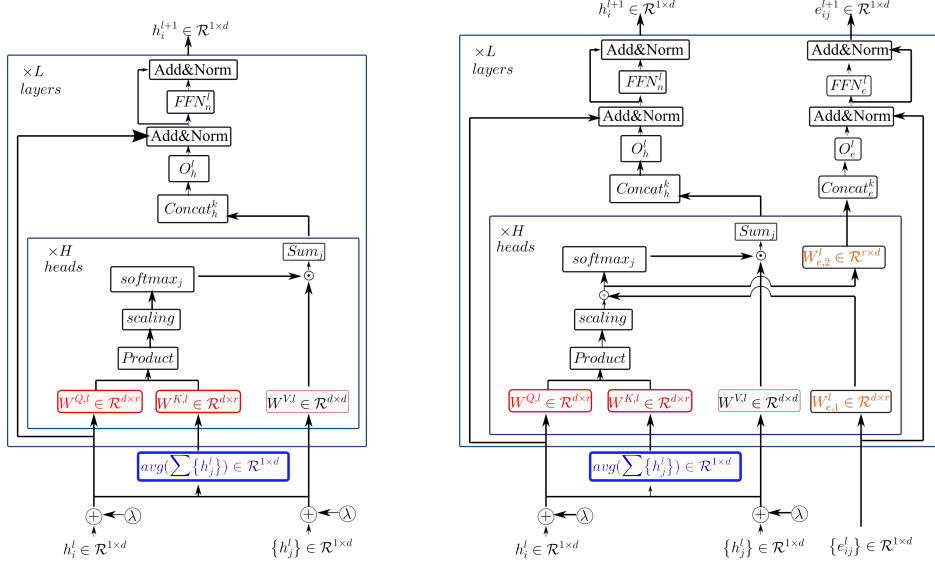 h_i^{l+1} ∈ R^{1×d}
×L
layers
Add&Norm
FFN_n^l
Add&Norm
O_h^l
Concat_h^k
×H
heads
Sum_j
softmax_j
⊙
scaling
Product
W^{Q,l} ∈ R^{d×r}
W^{K,l} ∈ R^{d×r}
W^{V,l} ∈ R^{d×d}
avg(∑{h_j^l}) ∈ R^{1×d}
+
λ
+
λ
h_i^l ∈ R^{1×d}
{h_j^l} ∈ R^{1×d}
h_i^{l+1} ∈ R^{1×d}
e_{ij}^{l+1} ∈ R^{1×d}
×L
layers
Add&Norm
Add&Norm
FFN_n^l
FFN_e^l
Add&Norm
Add&Norm
O_h^l
O_e^l
Concat_h^k
Concat_e^k
×H
heads
Sum_j
softmax_j
⊙
W_{e,2}^l ∈ R^{r×d}
⊙
scaling
Product
W^{Q,l} ∈ R^{d×r}
W^{K,l} ∈ R^{d×r}
W^{V,l} ∈ R^{d×d}
W_{e,1}^l ∈ R^{d×r}
avg(∑{h_j^l}) ∈ R^{1×d}
+
λ
+
λ
h_i^l ∈ R^{1×d}
{h_j^l} ∈ R^{1×d}
{e_{ij}^l} ∈ R^{1×d}